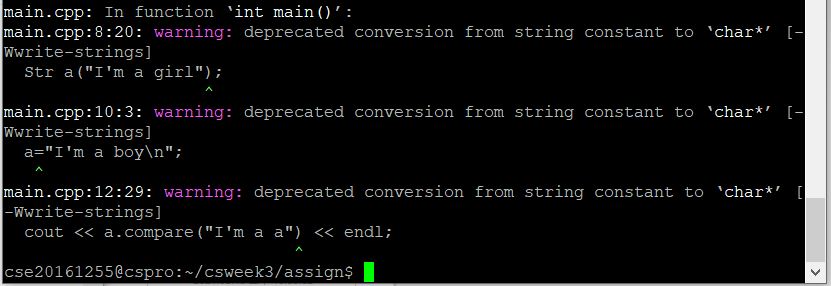 main.cpp: In function ‘int main()’:
main.cpp:8:20: warning: deprecated conversion from string constant to ‘char*’ [-
Wwrite-strings]
  Str a("I'm a girl");
                    ^
main.cpp:10:3: warning: deprecated conversion from string constant to ‘char*’ [-
Wwrite-strings]
  a="I'm a boy\n";
   ^
main.cpp:12:29: warning: deprecated conversion from string constant to ‘char*’ [
-Wwrite-strings]
  cout << a.compare("I'm a a") << endl;
                             ^
cse20161255@cspro:~/csweek3/assign$